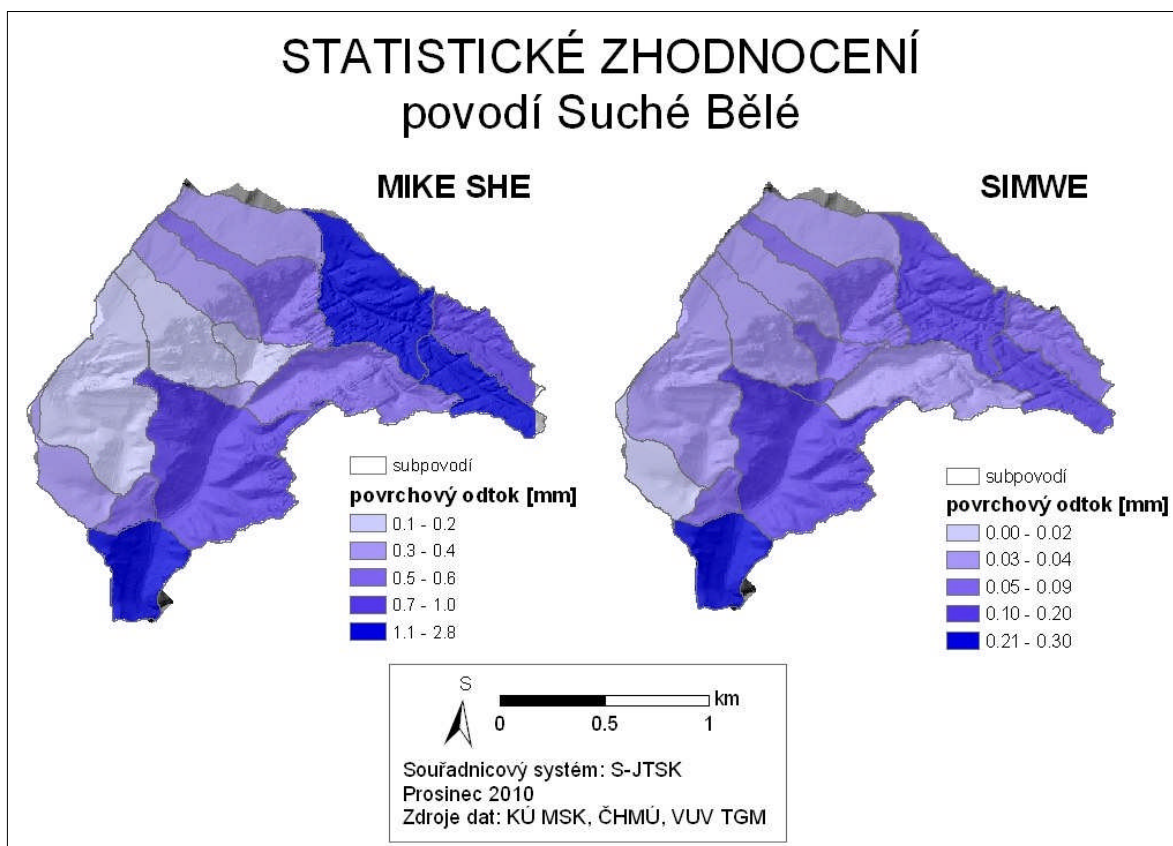 STATISTICKÉ ZHODNOCENÍ
povodí Suché Bělé
MIKE SHE
SIMWE
subpovodí
povrchový odtok [mm]
0.1 - 0.2
0.3 - 0.4
0.5 - 0.6
0.7 - 1.0
1.1 - 2.8
subpovodí
povrchový odtok [mm]
0.00 - 0.02
0.03 - 0.04
0.05 - 0.09
0.10 - 0.20
0.21 - 0.30
S
km
0 0.5 1
Souřadnicový systém: S-JTSK
Prosinec 2010
Zdroje dat: KÚ MSK, ČHMÚ, VUV TGM